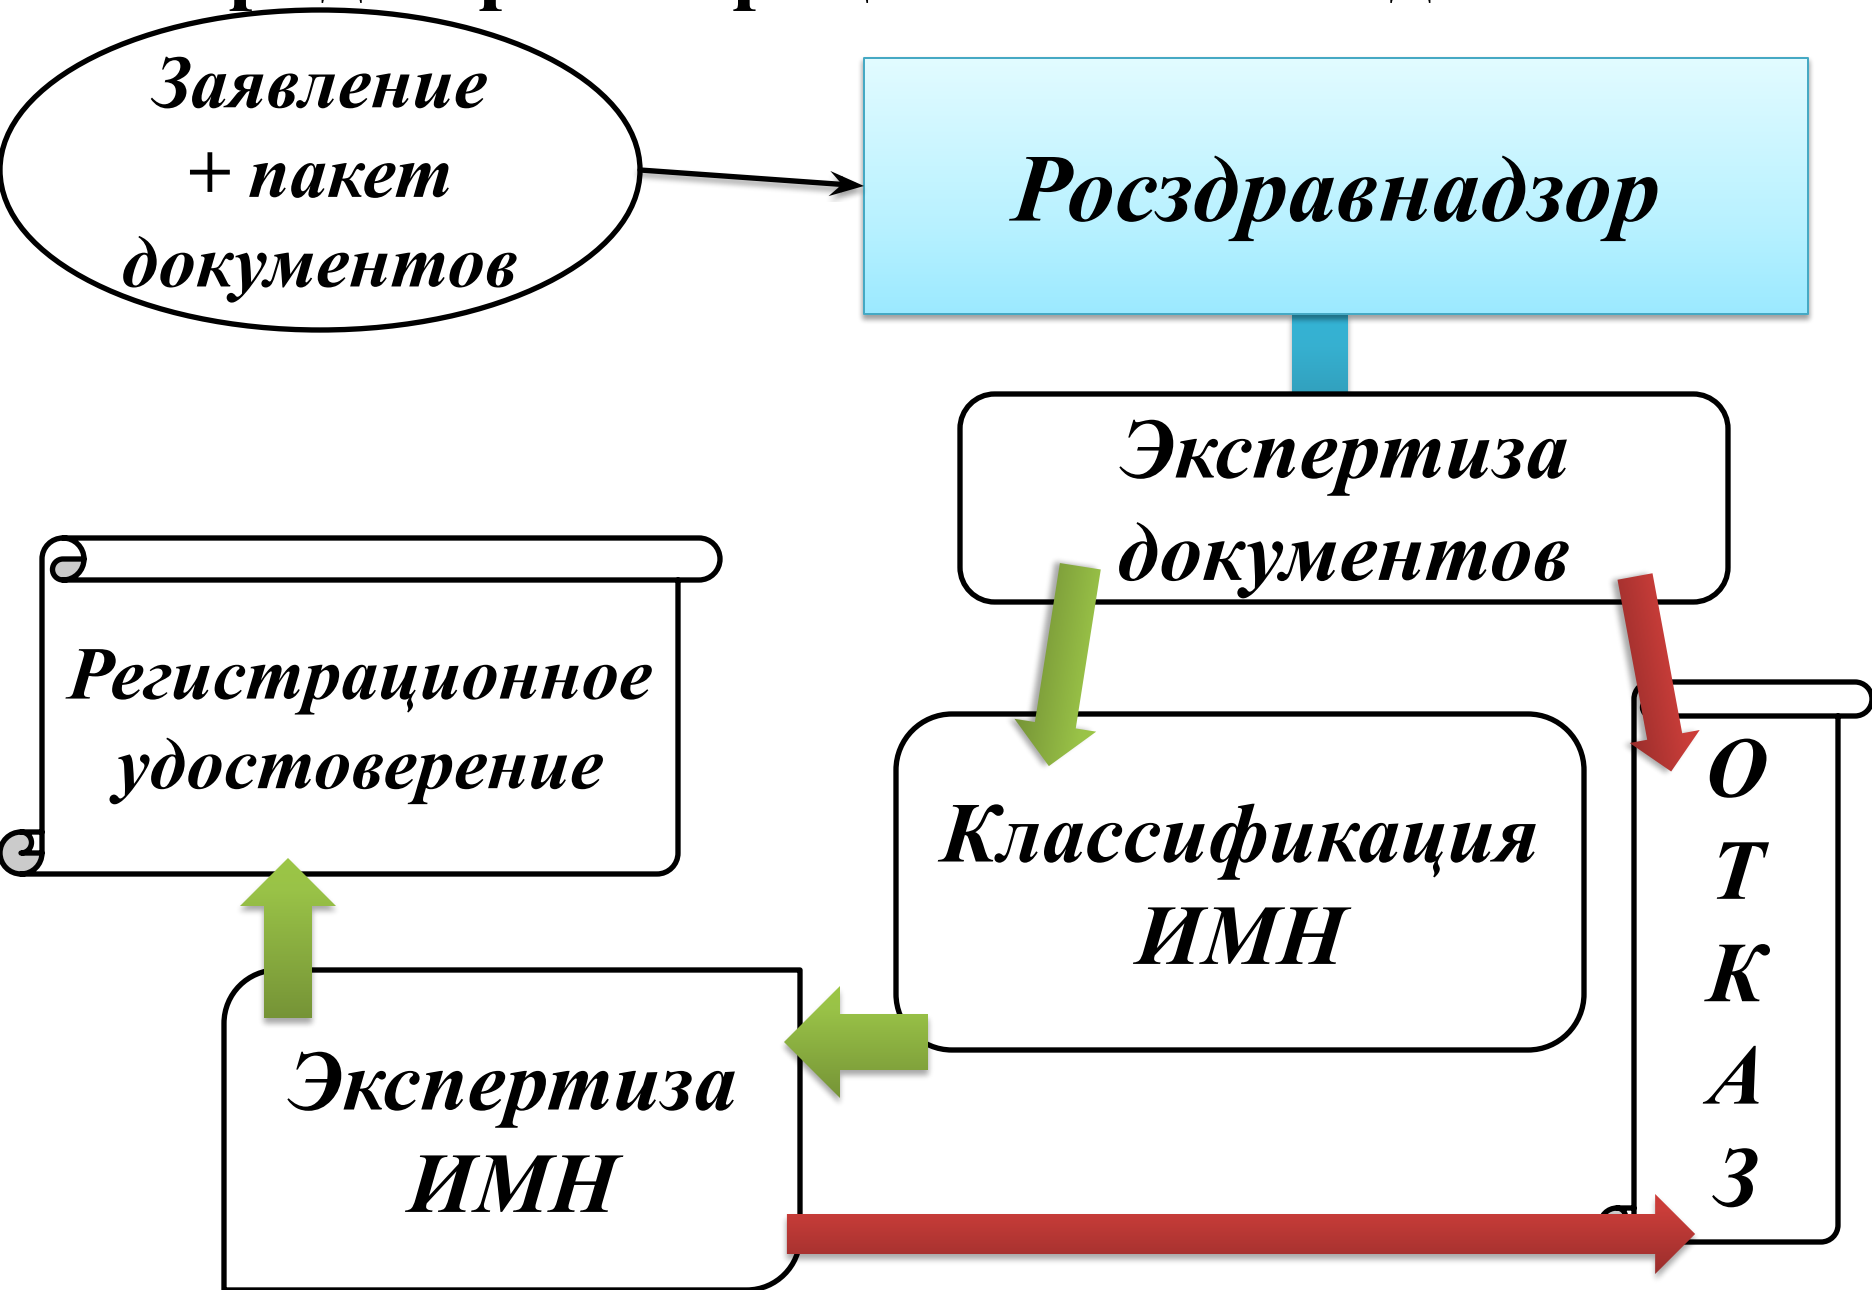 Заявление
+ пакет
документов
Росздравнадзор
Экспертиза
документов
Регистрационное
удостоверение
Классификация
ИМН
О
Т
К
А
З
Экспертиза
ИМН